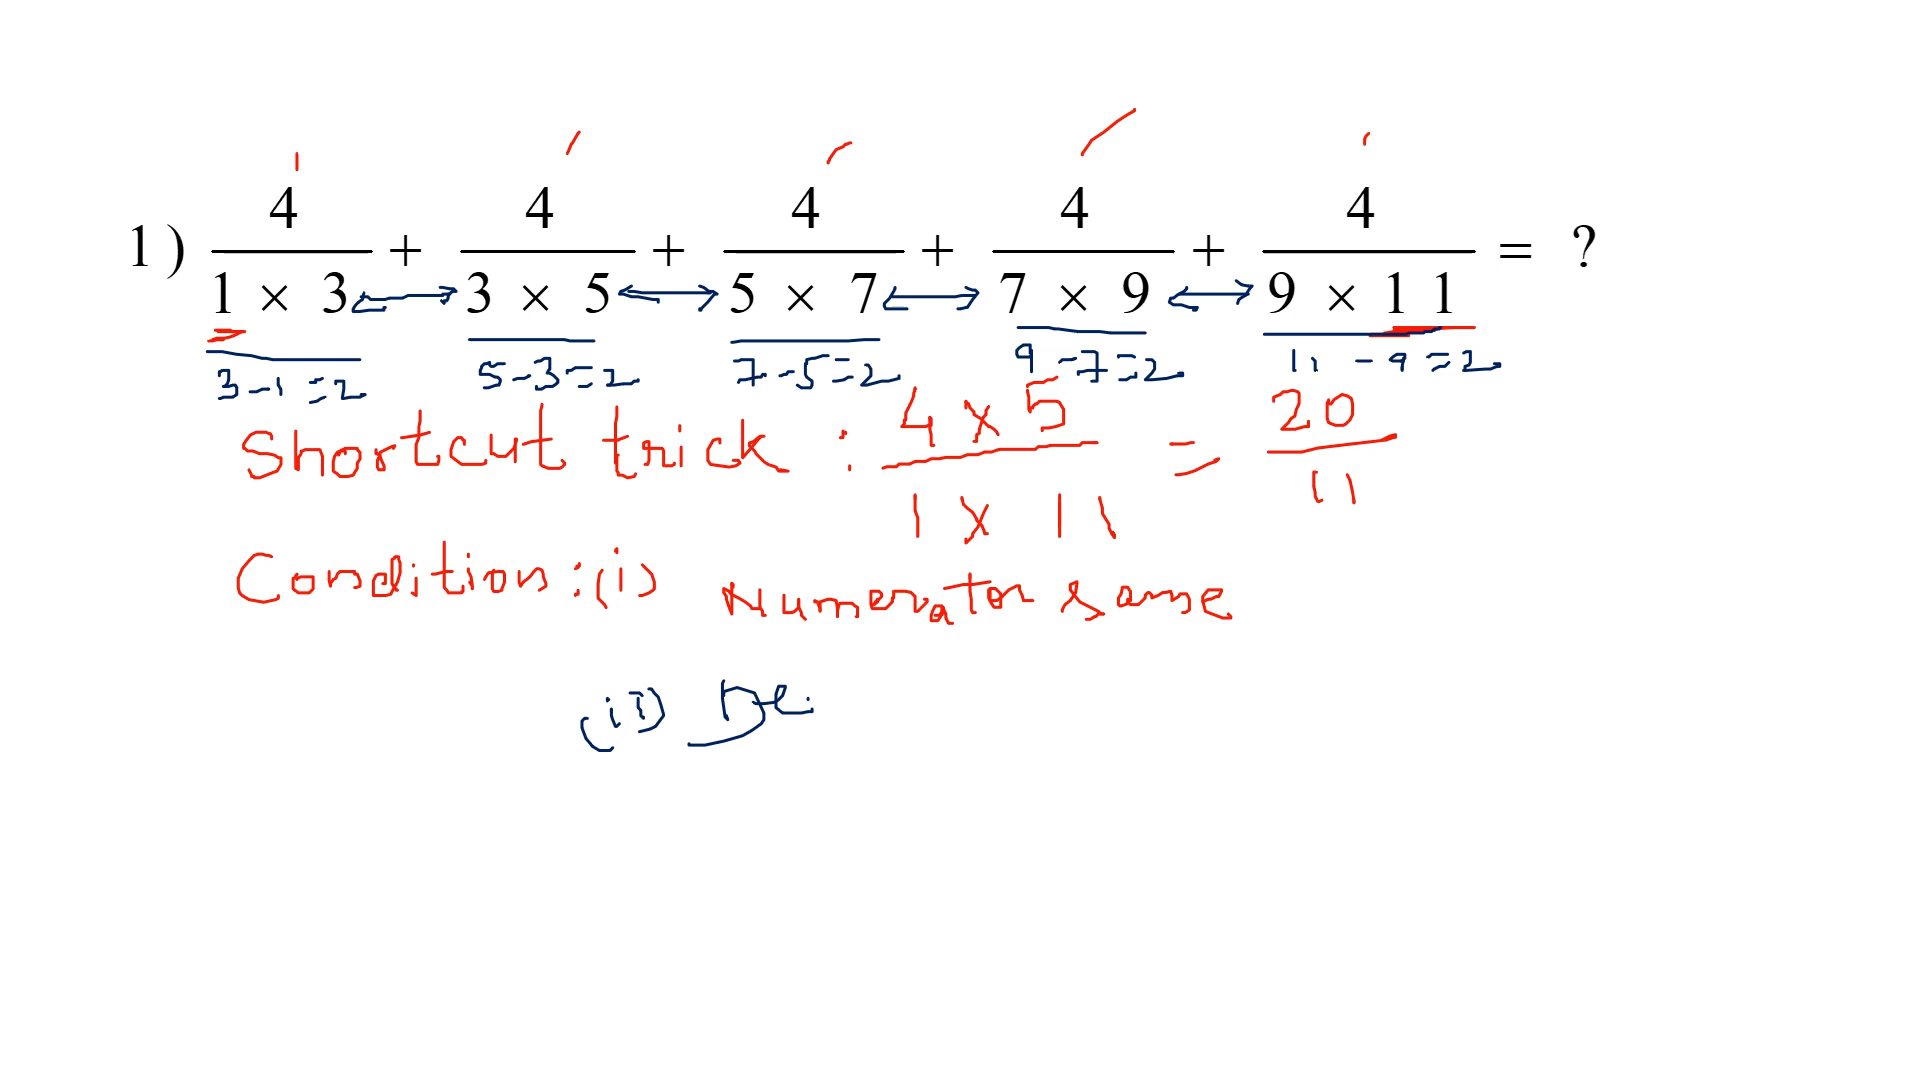 1) 4/(1 × 3) + 4/(3 × 5) + 4/(5 × 7) + 4/(7 × 9) + 4/(9 × 11) = ?
3-1=2 5-3=2 7-5=2 9-7=2 11-9=2
Shortcut trick : (4 × 5)/(1 × 11) = 20/11
Condition : (i) Numerator same
(ii) De